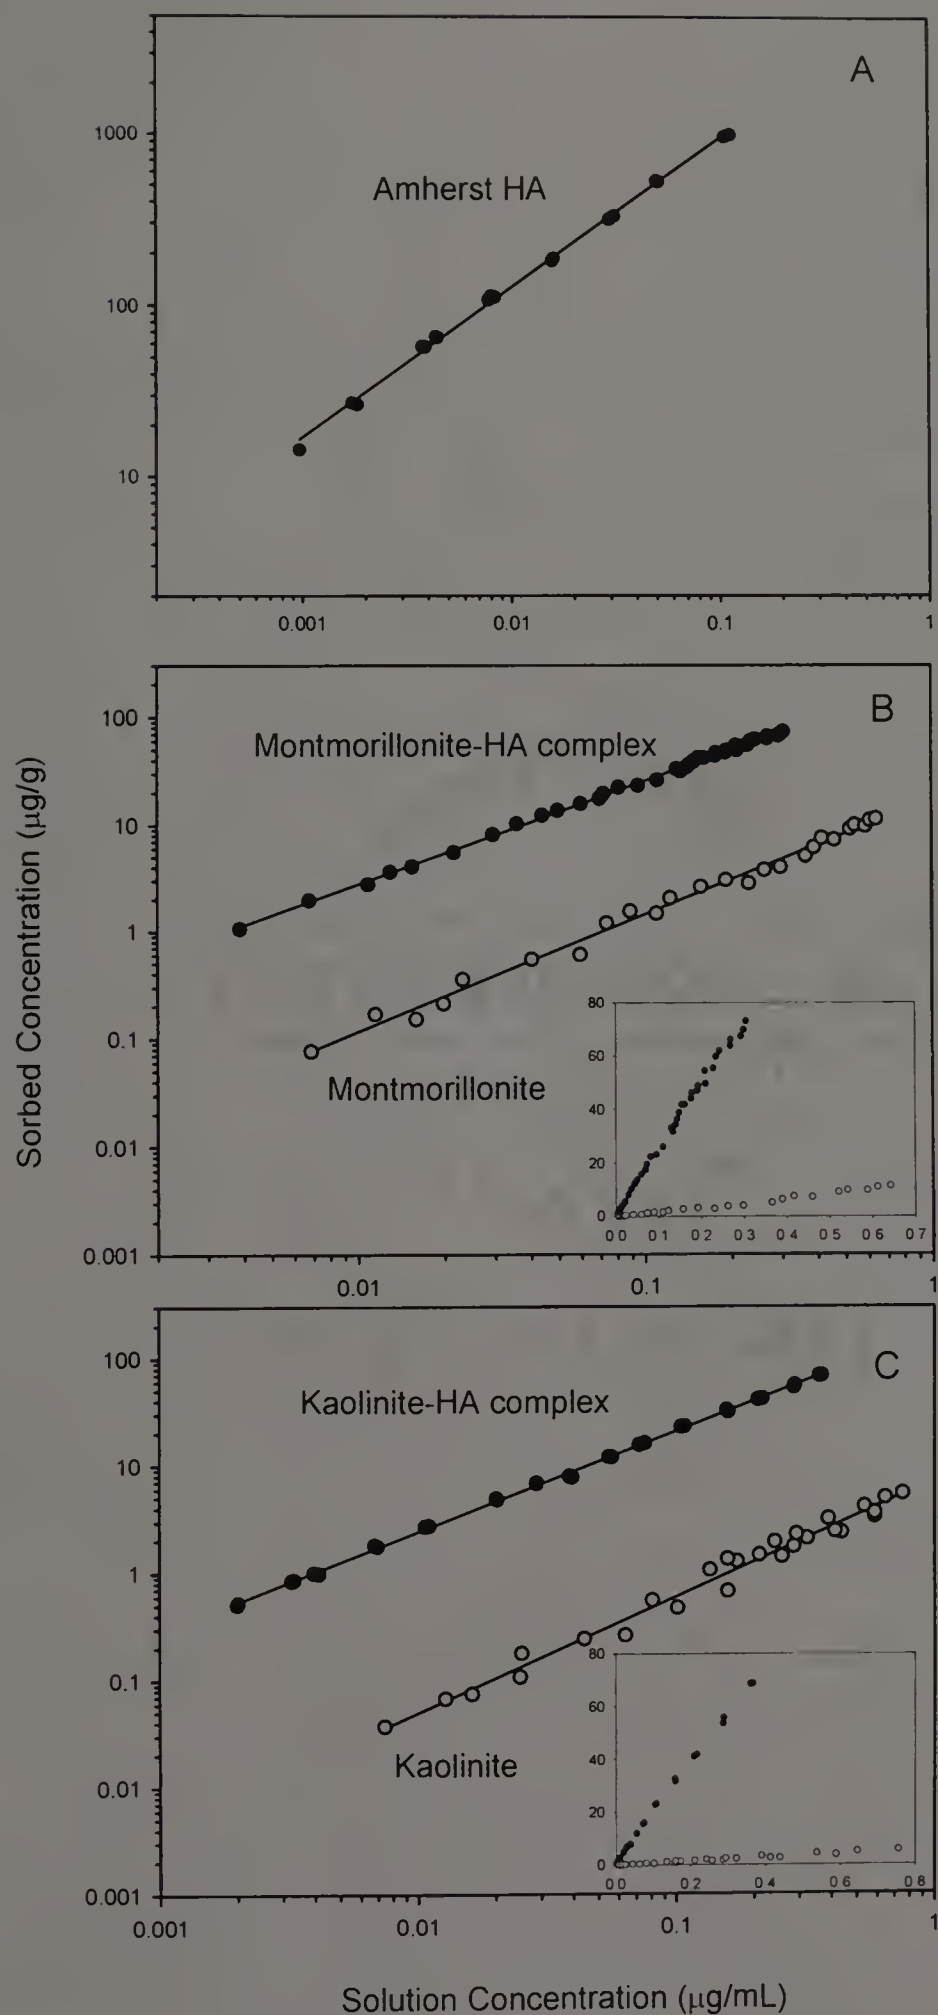 A
1000
Amherst HA
100
10
0.001 0.01 0.1 1
B
100
Montmorillonite-HA complex
10
1
0.1
Montmorillonite
0.01
0.001
80
60
40
20
0
0 0 0 1 0 2 0 3 0 4 0 5 0 6 0 7
0.01 0.1 1
Sorbed Concentration (μg/g)
C
100
Kaolinite-HA complex
10
1
0.1
Kaolinite
0.01
0.001
80
60
40
20
0
0 0 0 2 0 4 0 6 0 8
0.001 0.01 0.1 1
Solution Concentration (μg/mL)